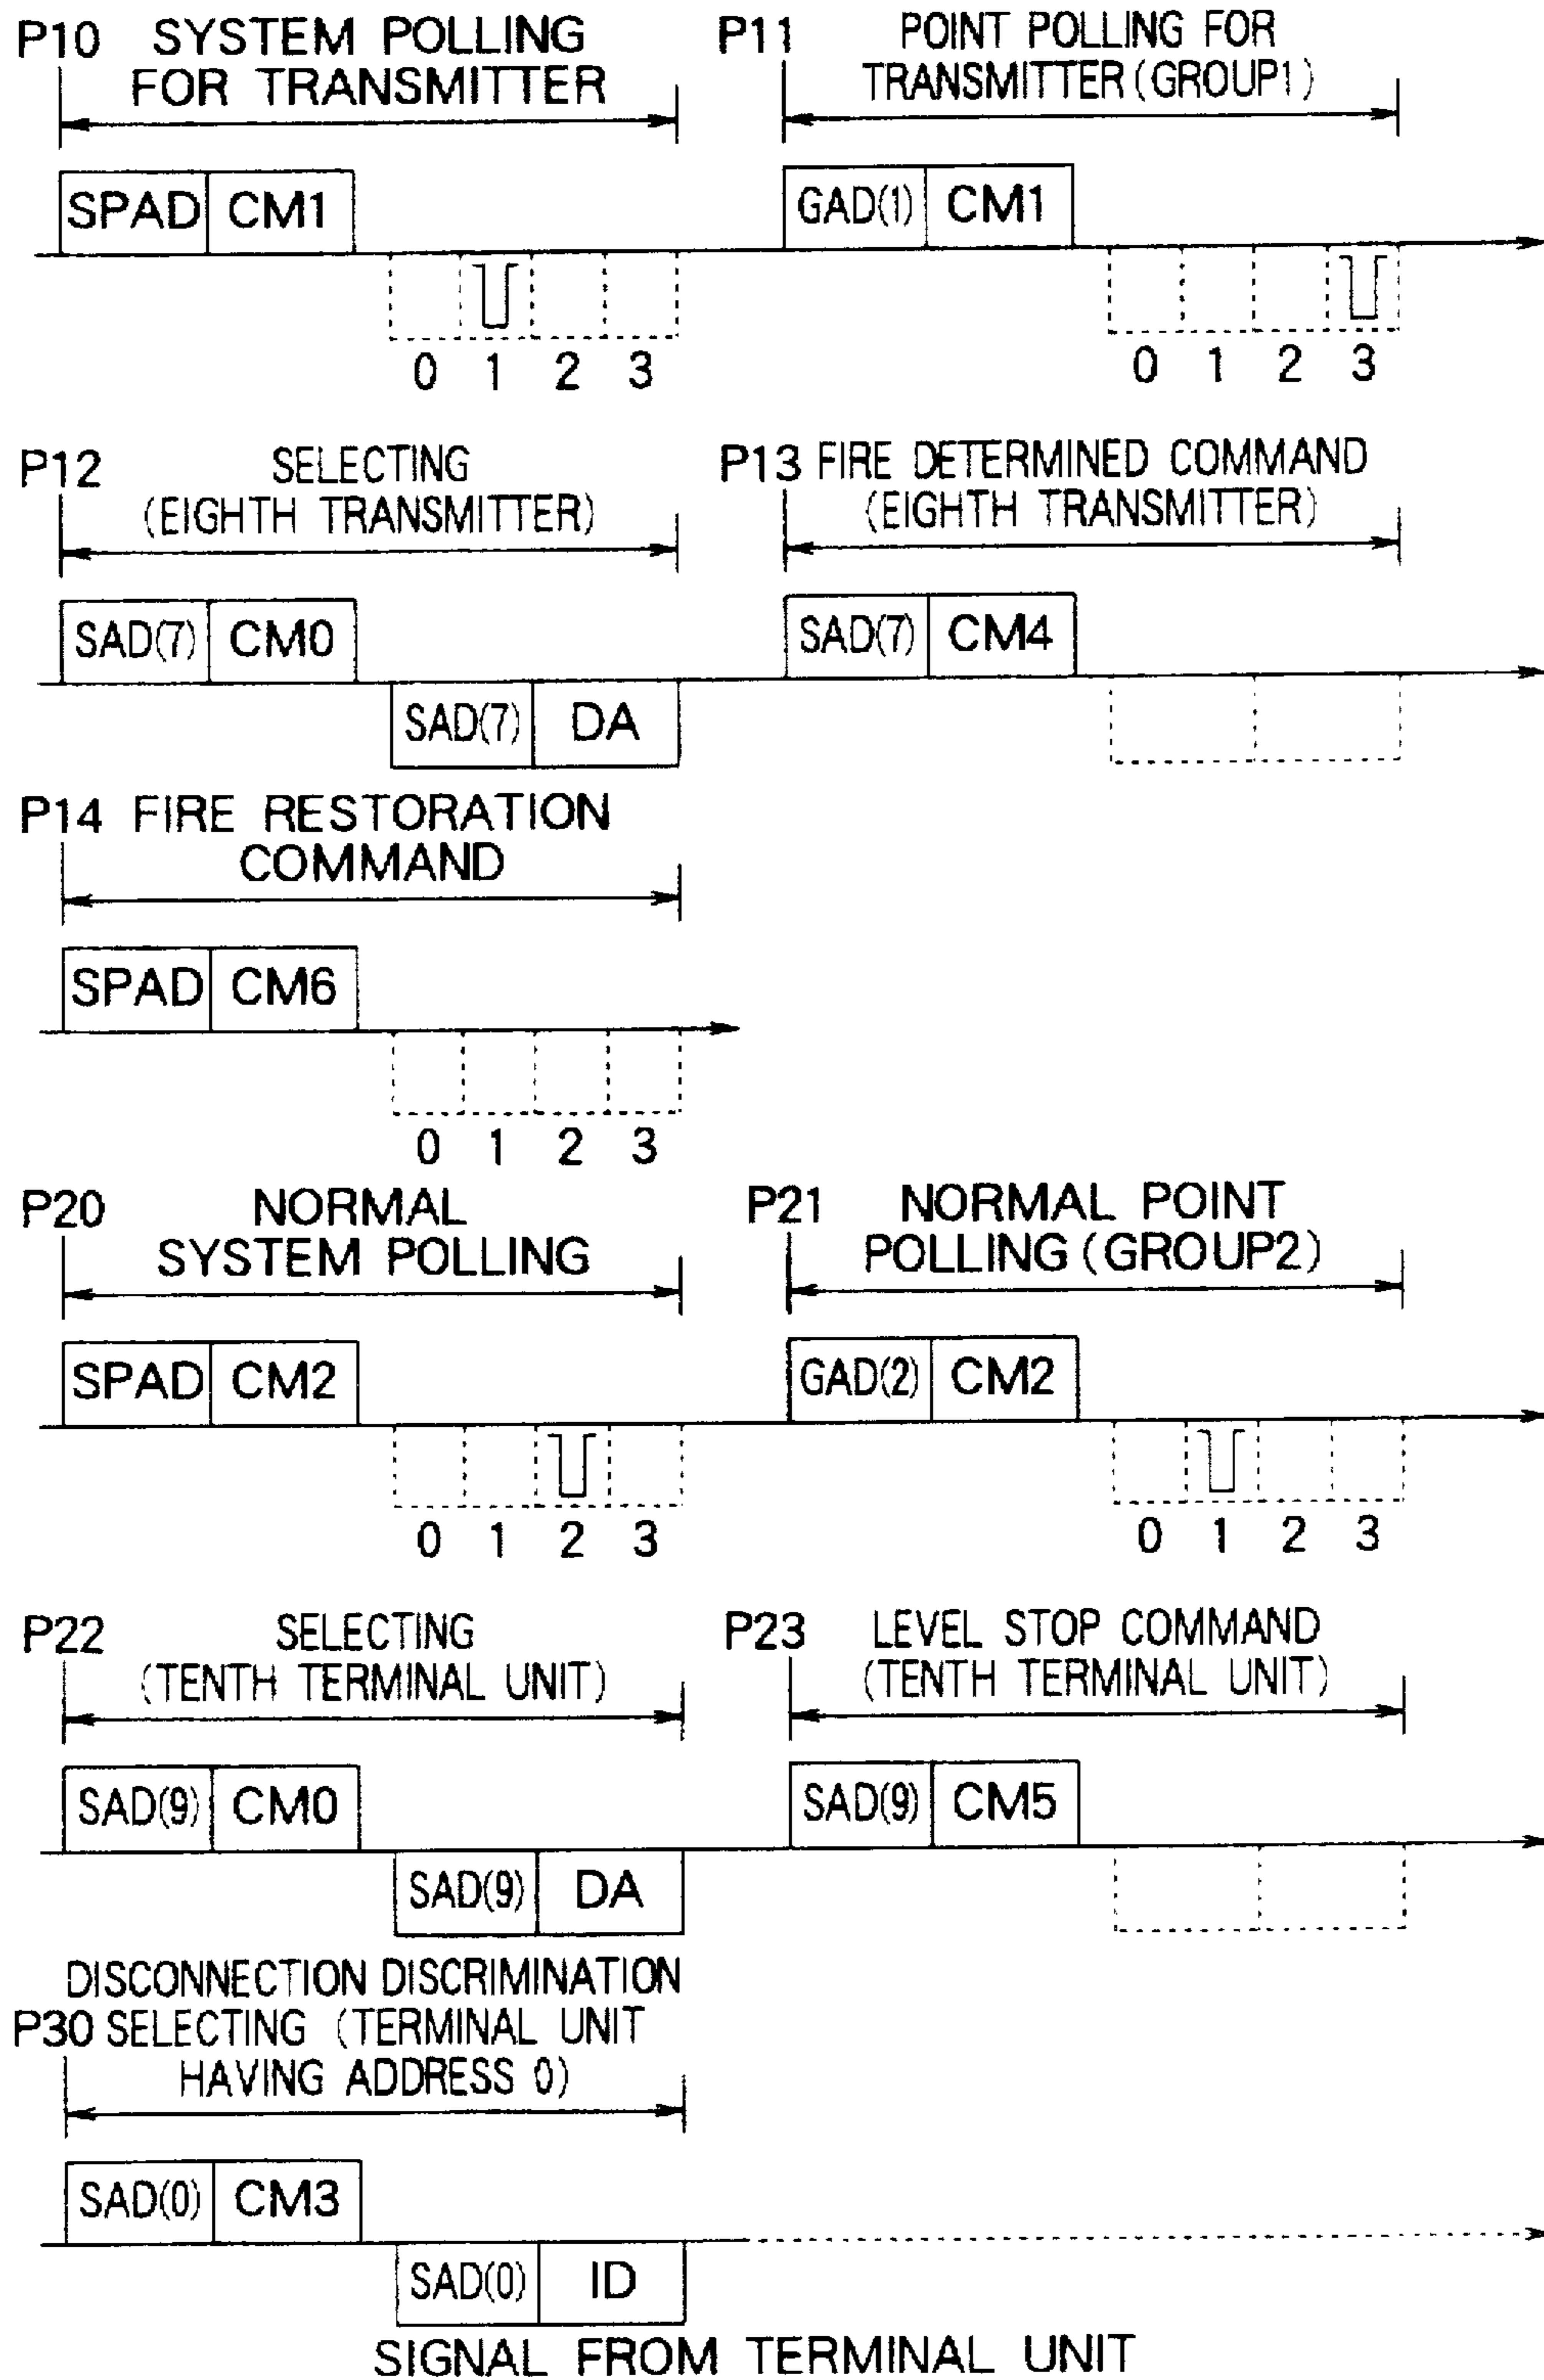 P10 SYSTEM POLLING
FOR TRANSMITTER
SPAD CM1
0 1 2 3
P11 POINT POLLING FOR
TRANSMITTER (GROUP1)
GAD(1) CM1
0 1 2 3
P12 SELECTING
(EIGHTH TRANSMITTER)
SAD(7) CM0
SAD(7) DA
P13 FIRE DETERMINED COMMAND
(EIGHTH TRANSMITTER)
SAD(7) CM4
P14 FIRE RESTORATION
COMMAND
SPAD CM6
0 1 2 3
P20 NORMAL
SYSTEM POLLING
SPAD CM2
0 1 2 3
P21 NORMAL POINT
POLLING (GROUP2)
GAD(2) CM2
0 1 2 3
P22 SELECTING
(TENTH TERMINAL UNIT)
SAD(9) CM0
SAD(9) DA
P23 LEVEL STOP COMMAND
(TENTH TERMINAL UNIT)
SAD(9) CM5
DISCONNECTION DISCRIMINATION
P30 SELECTING (TERMINAL UNIT
HAVING ADDRESS 0)
SAD(0) CM3
SAD(0) ID
SIGNAL FROM TERMINAL UNIT